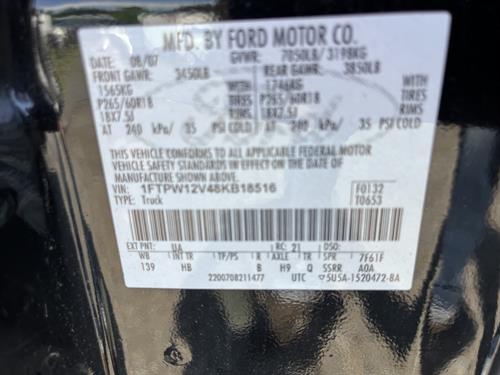 MFD. BY FORD MOTOR CO.
DATE: 08/07 GVWR: 7050LB/ 3198KG
FRONT GAWR: 3450LB REAR GAWR: 3850LB
1565KG WITH 1746KG WITH
P265/60R18 TIRES P265/60R18 TIRES
18X7.5J RIMS 18X7.5J RIMS
AT 240 kPa/ 35 PSI COLD AT 240 kPa/ 35 PSI COLD
THIS VEHICLE CONFORMS TO ALL APPLICABLE FEDERAL MOTOR
VEHICLE SAFETY STANDARDS IN EFFECT ON THE DATE OF
MANUFACTURE SHOWN ABOVE.
VIN: 1FTPW12V48KB18516 F0132
TYPE: Truck T0653
EXT PNT: UA RC: 21 DSO:
WB INT TR TP/PS R AXLE TR SPR 7F61F
139 HB B H9 Q SSRR A0A
2200708211477 UTC 5U5A-1520472-BA